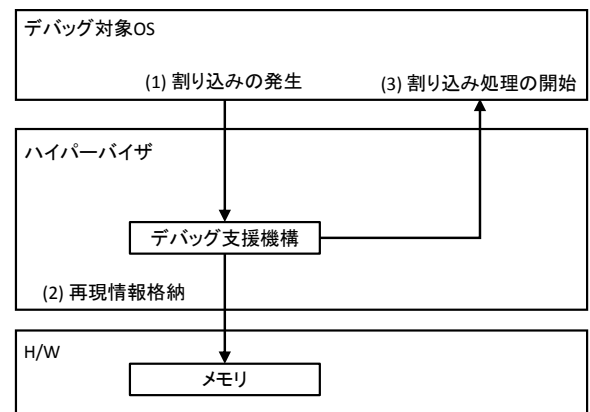 デバッグ対象OS
(1) 割り込みの発生
(3) 割り込み処理の開始
ハイパーバイザ
デバッグ支援機構
(2) 再現情報格納
H/W
メモリ